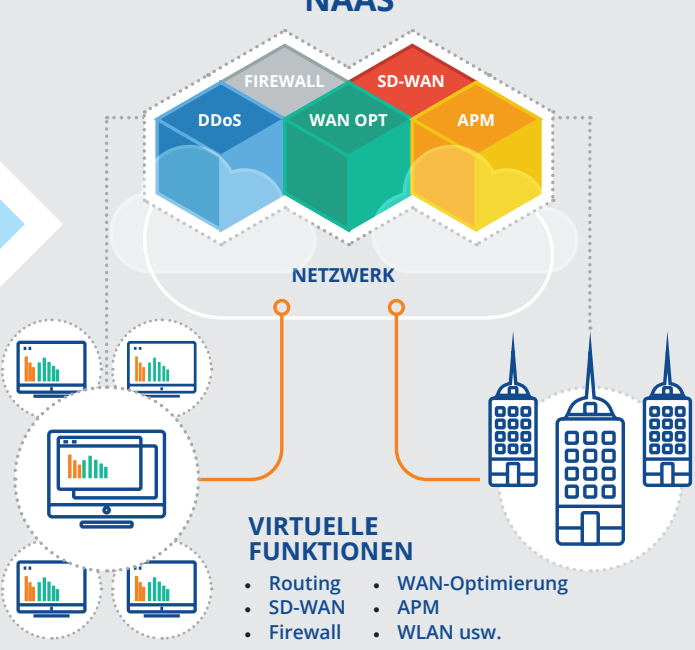 NAAS
FIREWALL
SD-WAN
DDoS
WAN OPT
APM
NETZWERK
VIRTUELLE
FUNKTIONEN
• Routing
• SD-WAN
• Firewall
• WAN-Optimierung
• APM
• WLAN usw.